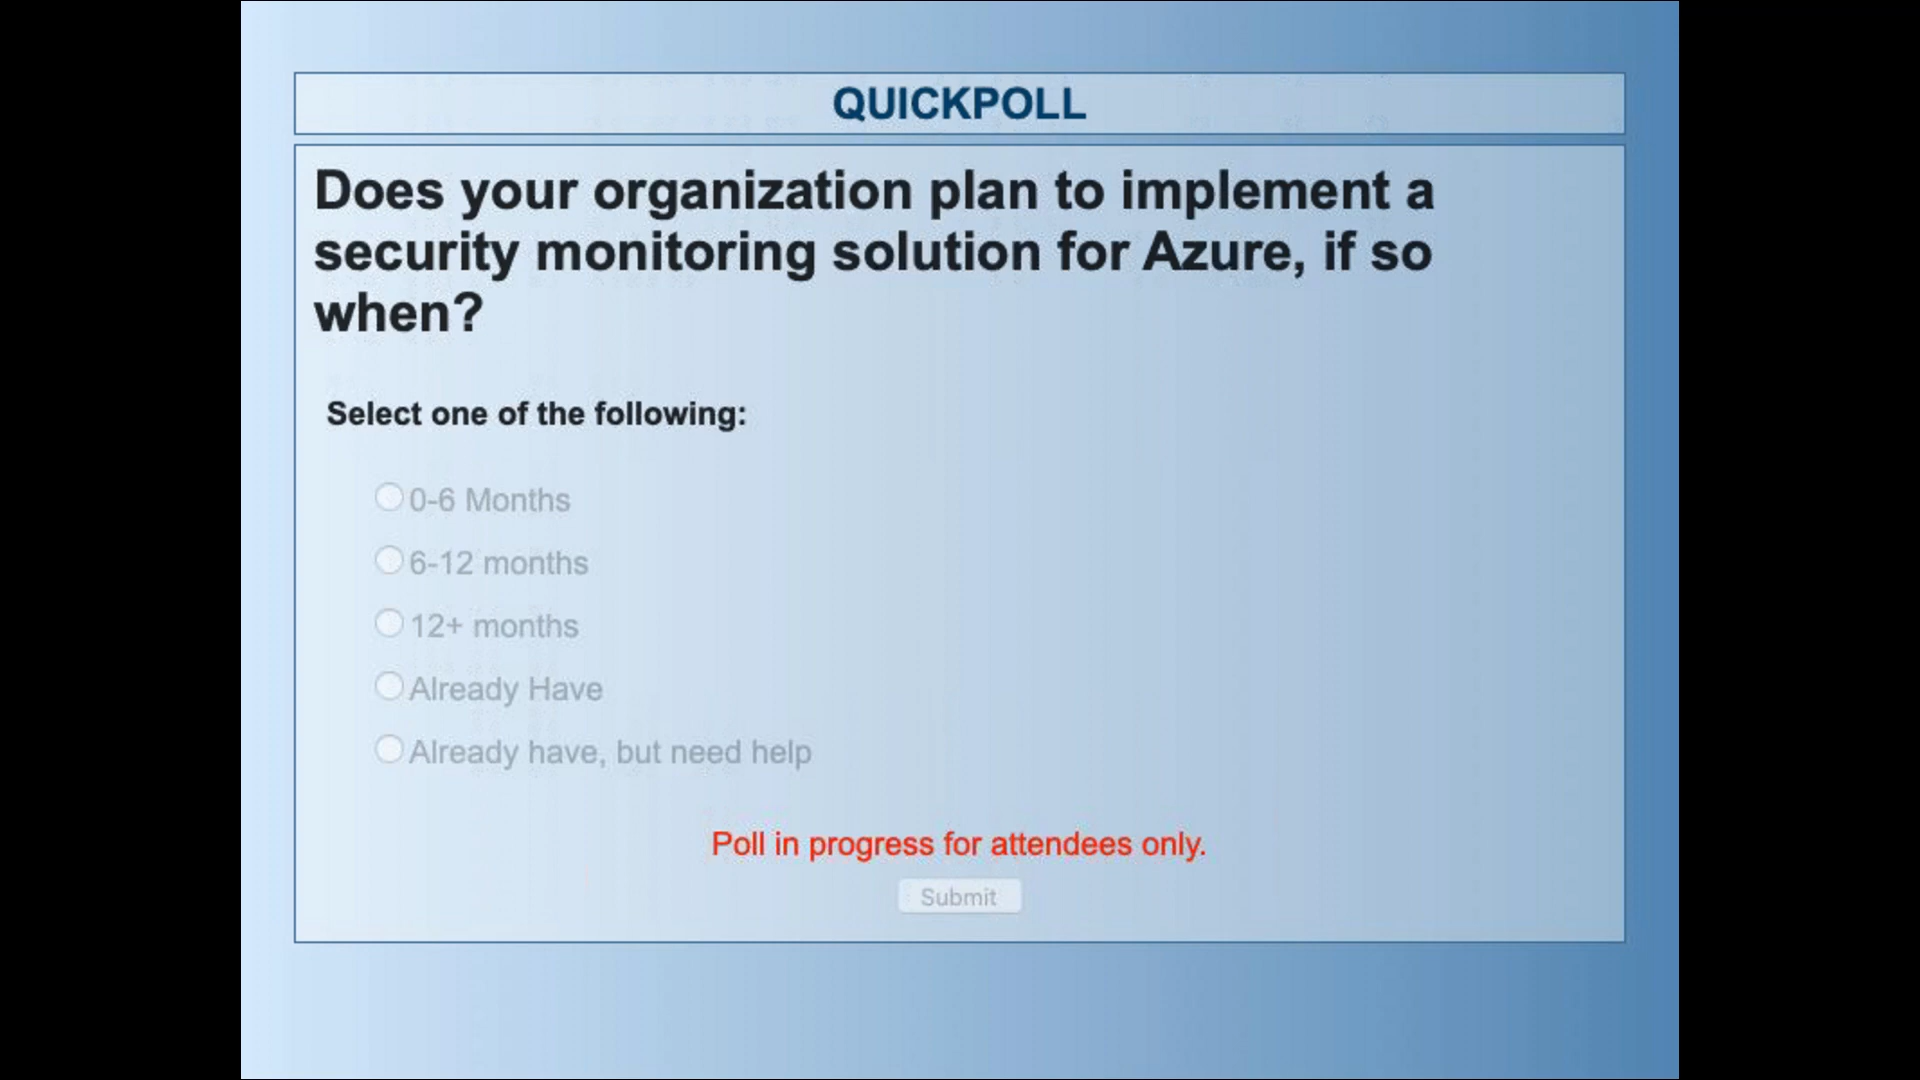 QUICKPOLL
Does your organization plan to implement a
security monitoring solution for Azure, if so
when?
Select one of the following:
0-6 Months
6-12 months
12+ months
Already Have
Already have, but need help
Poll in progress for attendees only.
Submit